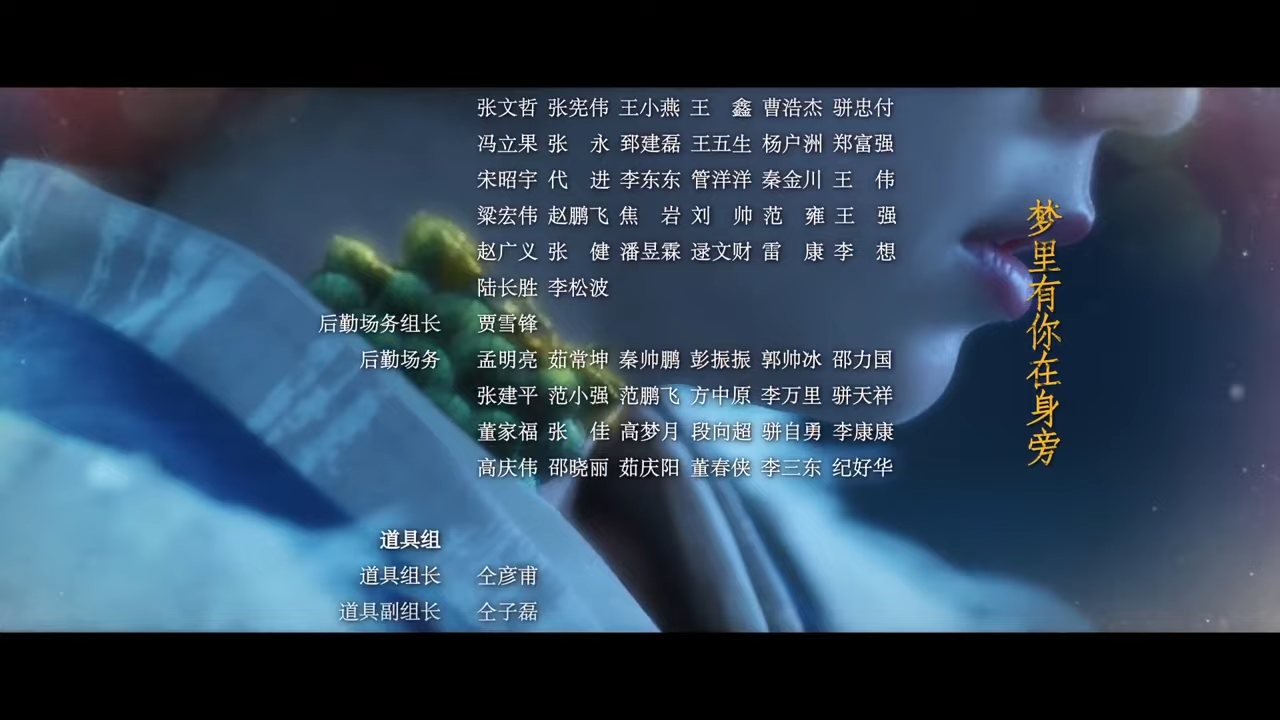 张文哲 张宪伟 王小燕 王 鑫 曹浩杰 骈忠付
冯立果 张 永 郅建磊 王五生 杨户洲 郑富强
宋昭宇 代 进 李东东 管洋洋 秦金川 王 伟
梁宏伟 赵鹏飞 焦 岩 刘 帅 范 雍 王 强
赵广义 张 健 潘昱霖 逯文财 雷 康 李 想
陆长胜 李松波
后勤场务组长 贾雪锋
后勤场务 孟明亮 茹常坤 秦帅鹏 彭振振 郭帅冰 邵力国
张建平 范小强 范鹏飞 方中原 李万里 骈天祥
董家福 张 佳 高梦月 段向超 骈自勇 李康康
高庆伟 邵晓丽 茹庆阳 董春侠 李三东 纪好华
道具组
道具组长 仝彦甫
道具副组长 仝子磊
梦里有你在身旁